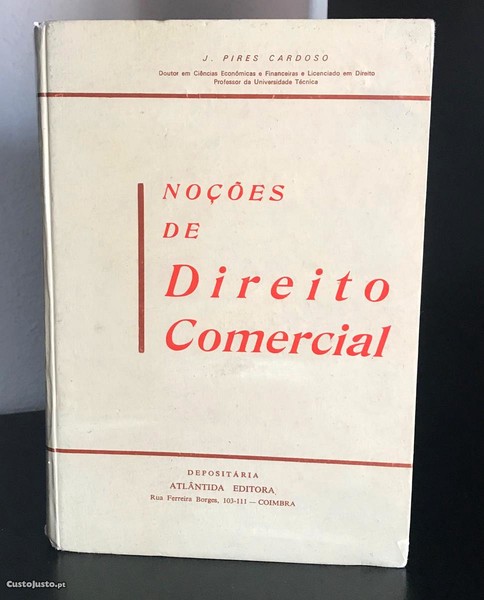 J. PIRES CARDOSO
Doutor em Ciências Económicas e Financeiras e Licenciado em Direito
Professor da Universidade Técnica
NOÇÕES
DE
Direito
Comercial
DEPOSITÁRIA
ATLÂNTIDA EDITORA
Rua Ferreira Borges, 103-111 — COIMBRA
CustoJusto.pt